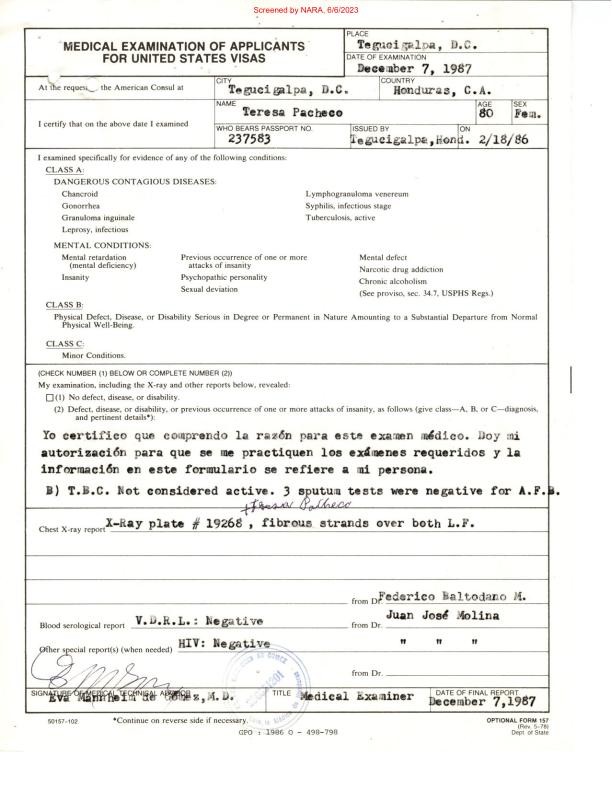 Screened by NARA, 6/6/2023
MEDICAL EXAMINATION OF APPLICANTS
FOR UNITED STATES VISAS
PLACE
Tegucigalpa, D.C.
DATE OF EXAMINATION
December 7, 1987
At the request the American Consul at
CITY
Tegucigalpa, D.C.
COUNTRY
Honduras, C.A.
I certify that on the above date I examined
NAME
Teresa Pacheco
AGE
80
SEX
Fem.
WHO BEARS PASSPORT NO.
237583
ISSUED BY
Tegucigalpa, Hond.
ON
2/18/86
I examined specifically for evidence of any of the following conditions:
CLASS A:
DANGEROUS CONTAGIOUS DISEASES:
Chancroid
Gonorrhea
Granuloma inguinale
Leprosy, infectious
Lymphogranuloma venereum
Syphilis, infectious stage
Tuberculosis, active
MENTAL CONDITIONS:
Mental retardation
(mental deficiency)
Insanity
Previous occurrence of one or more
attacks of insanity
Psychopathic personality
Sexual deviation
Mental defect
Narcotic drug addiction
Chronic alcoholism
(See proviso, sec. 34.7, USPHS Regs.)
CLASS B:
Physical Defect, Disease, or Disability Serious in Degree or Permanent in Nature Amounting to a Substantial Departure from Normal
Physical Well-Being.
CLASS C:
Minor Conditions.
(CHECK NUMBER (1) BELOW OR COMPLETE NUMBER (2))
My examination, including the X-ray and other reports below, revealed:
(1) No defect, disease, or disability.
(2) Defect, disease, or disability, or previous occurrence of one or more attacks of insanity, as follows (give class—A, B, or C—diagnosis,
and pertinent details*):
Yo certifico que comprendo la razón para este examen médico. Doy mi
autorización para que se me practiquen los exámenes requeridos y la
información en este formulario se refiere a mi persona.
B) T.B.C. Not considered active. 3 sputum tests were negative for A.F.B.
teresa Pacheco
Chest X-ray report X-Ray plate # 19268 , fibrous strands over both L.F.
from Dr. Federico Baltodano M.
Blood serological report V.D.R.L.: Negative
from Dr. Juan José Molina
Other special report(s) (when needed) HIV: Negative
" " "
from Dr.
SIGNATURE OF MEDICAL TECHNICAL ADVISOR
Eva Mannheim de Gómez, M.D.
TITLE
Medical Examiner
DATE OF FINAL REPORT
December 7,1987
50157-102
*Continue on reverse side if necessary.
GPO : 1986 O - 498-798
OPTIONAL FORM 157
(Rev. 5-78)
Dept. of State